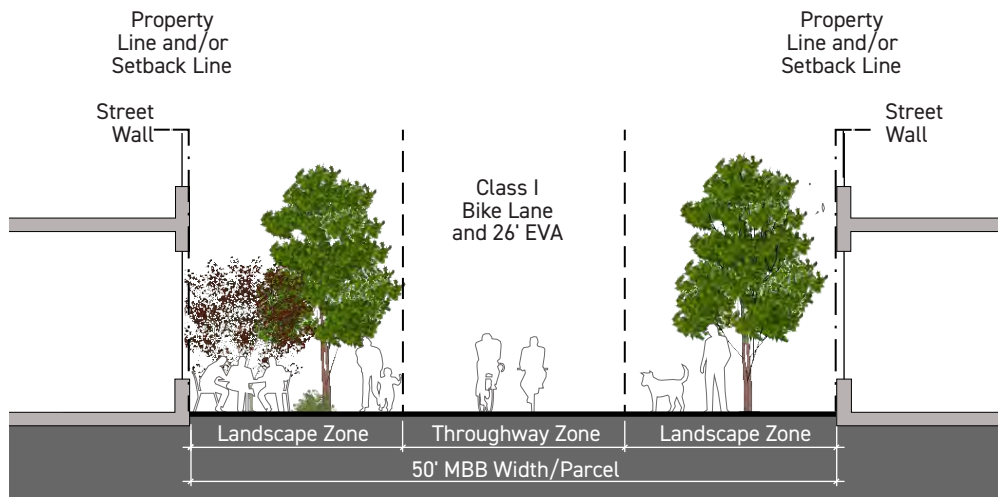 Property
Line and/or
Setback Line
Property
Line and/or
Setback Line
Street
Wall
Street
Wall
Class I
Bike Lane
and 26' EVA
Landscape Zone
Throughway Zone
Landscape Zone
50' MBB Width/Parcel